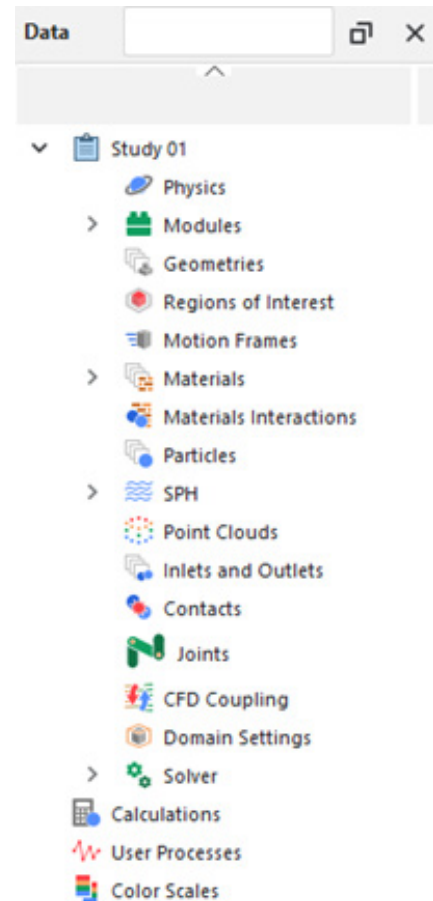 Data
Study 01
Physics
Modules
Geometries
Regions of Interest
Motion Frames
Materials
Materials Interactions
Particles
SPH
Point Clouds
Inlets and Outlets
Contacts
Joints
CFD Coupling
Domain Settings
Solver
Calculations
User Processes
Color Scales